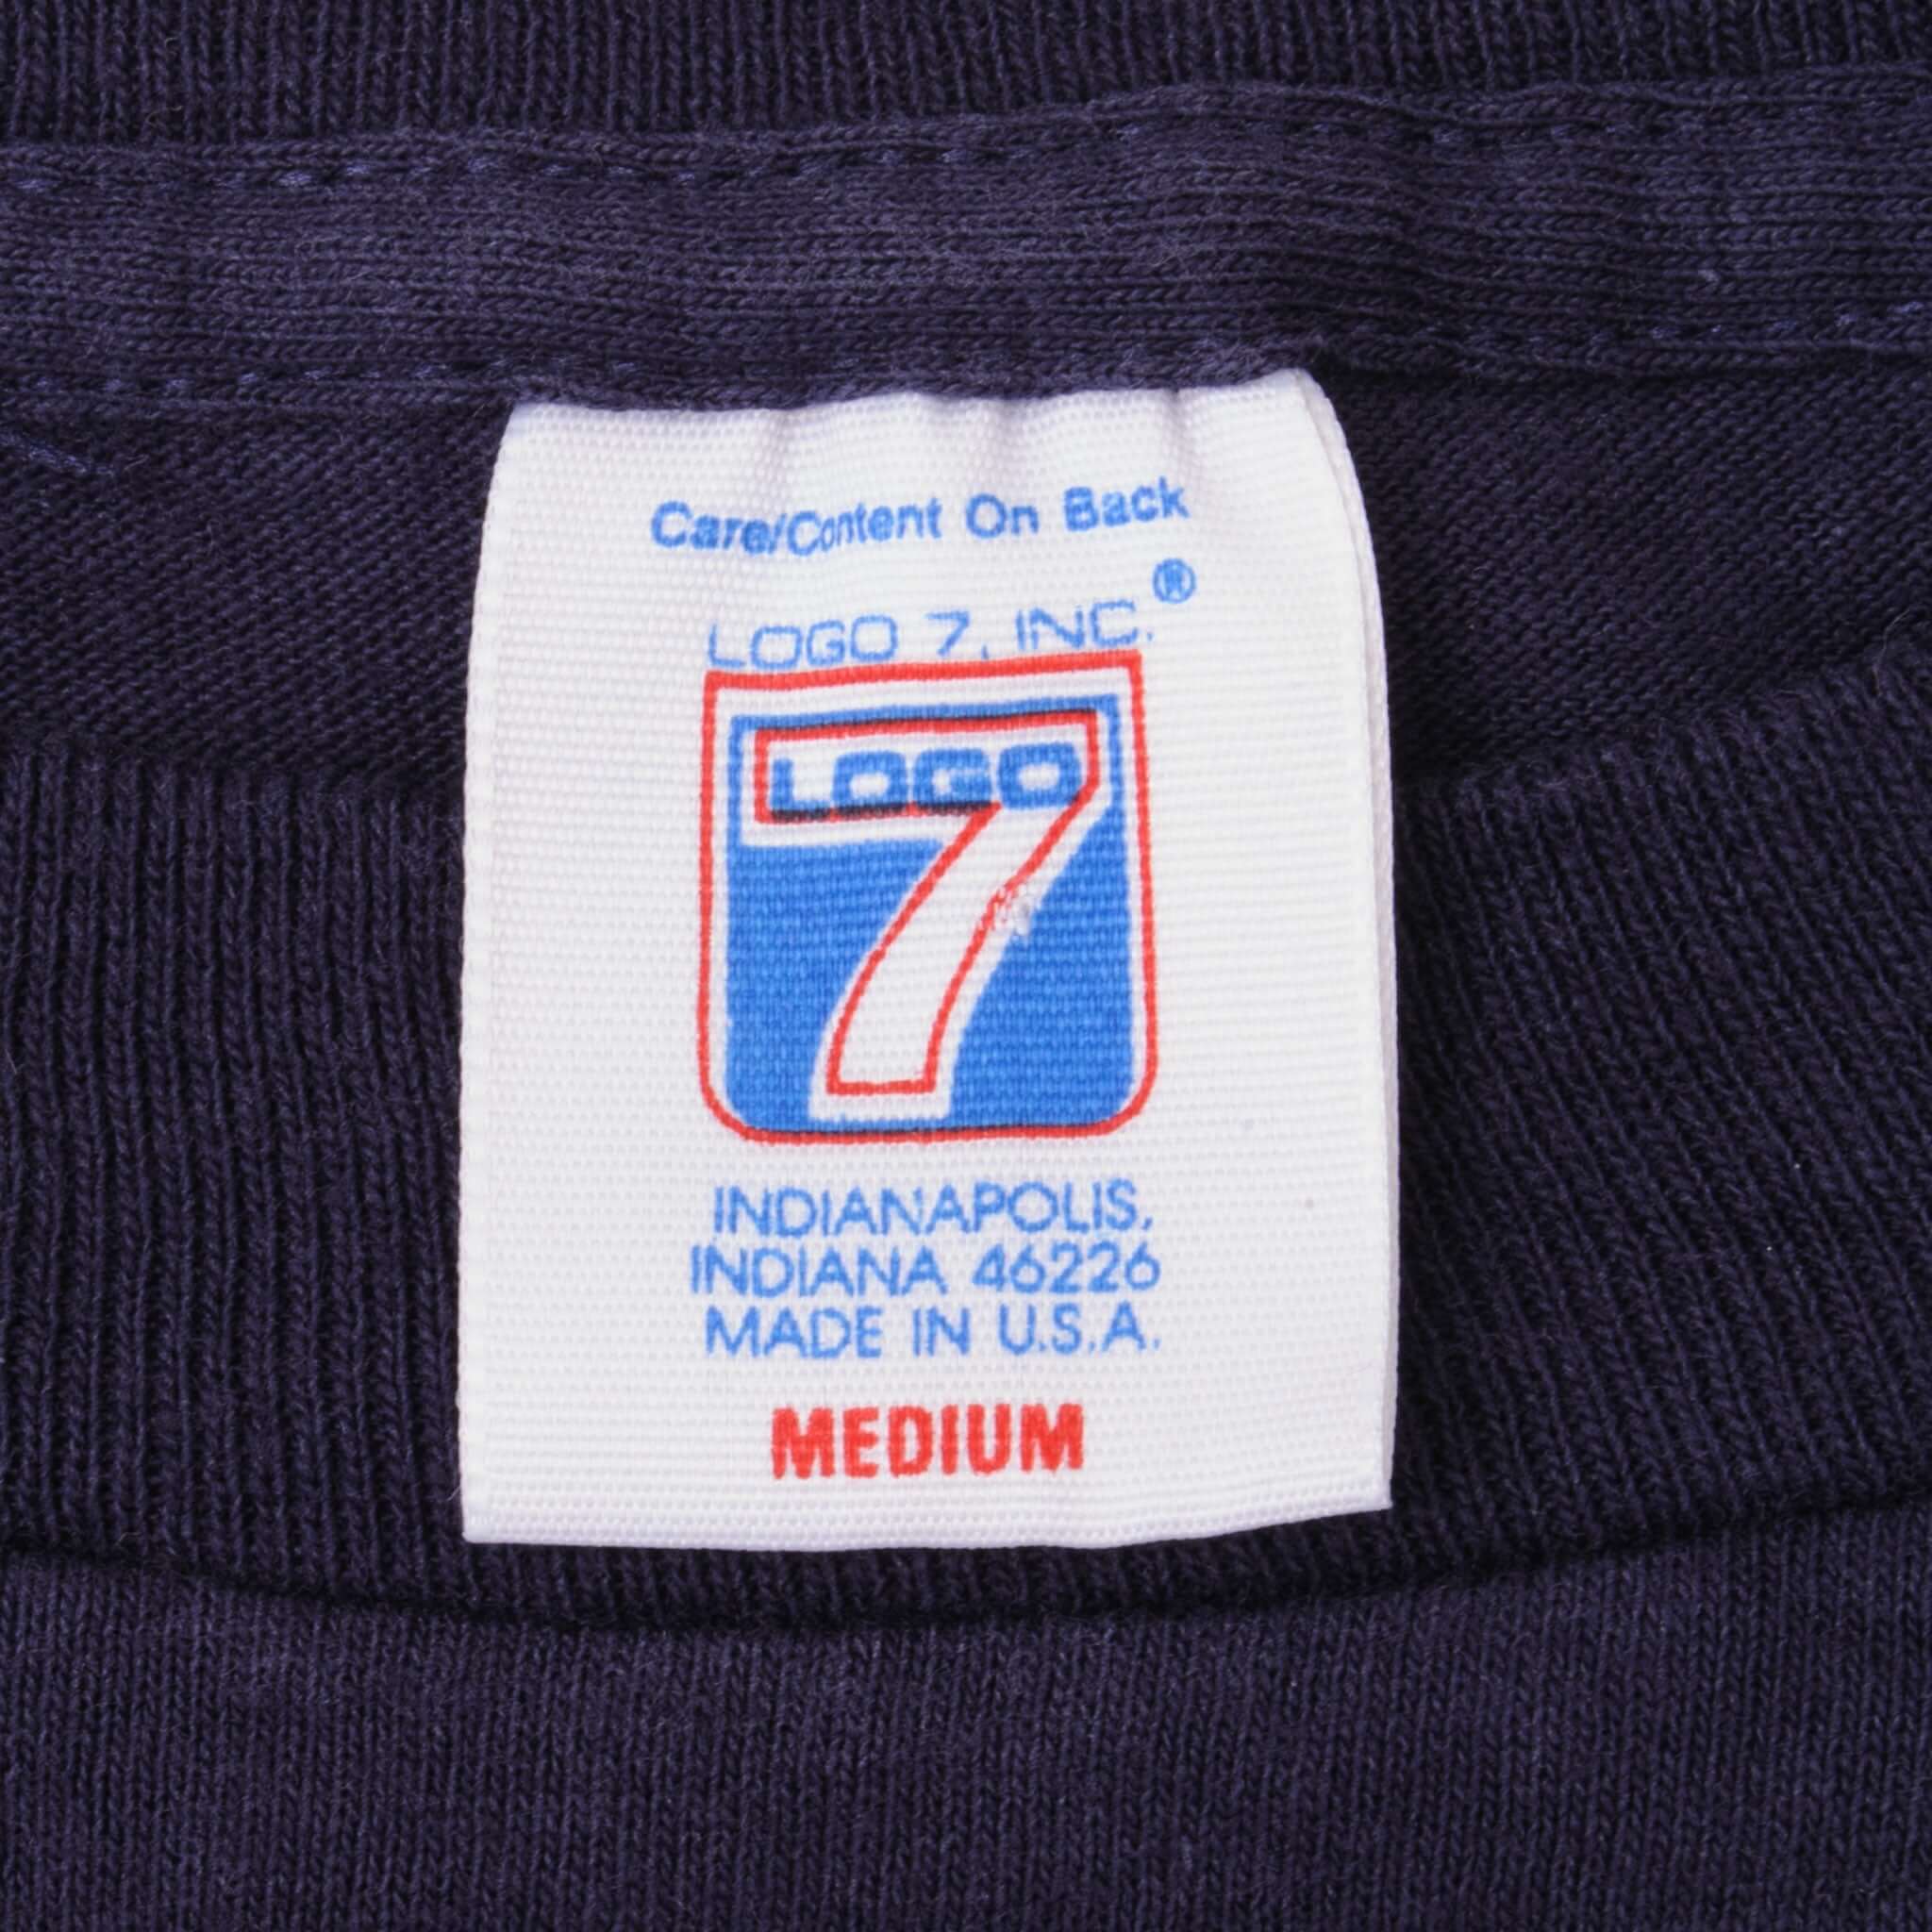 Care/Content On Back
LOGO 7, INC.®
LOGO
7
INDIANAPOLIS,
INDIANA 46226
MADE IN U.S.A.
MEDIUM